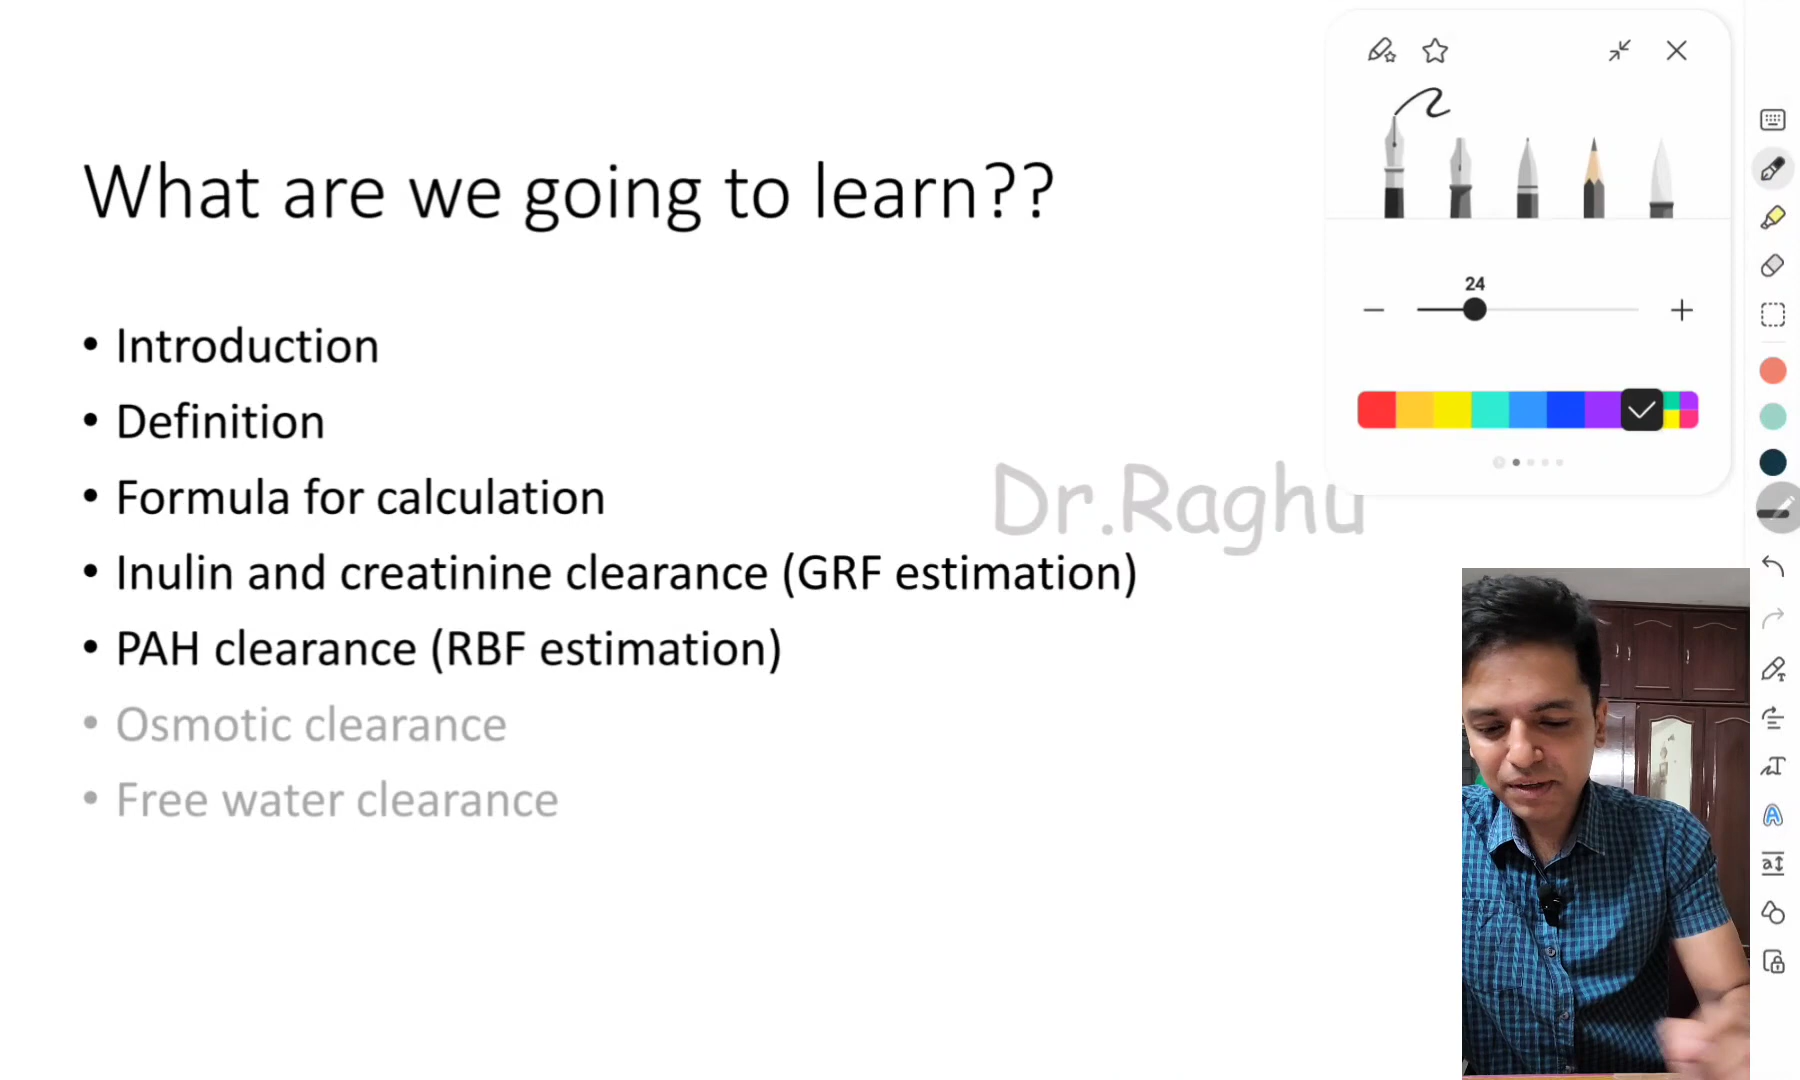 What are we going to learn??
24
• Introduction
• Definition
• Formula for calculation
Dr.Raghu
• Inulin and creatinine clearance (GRF estimation)
• PAH clearance (RBF estimation)
• Osmotic clearance
• Free water clearance